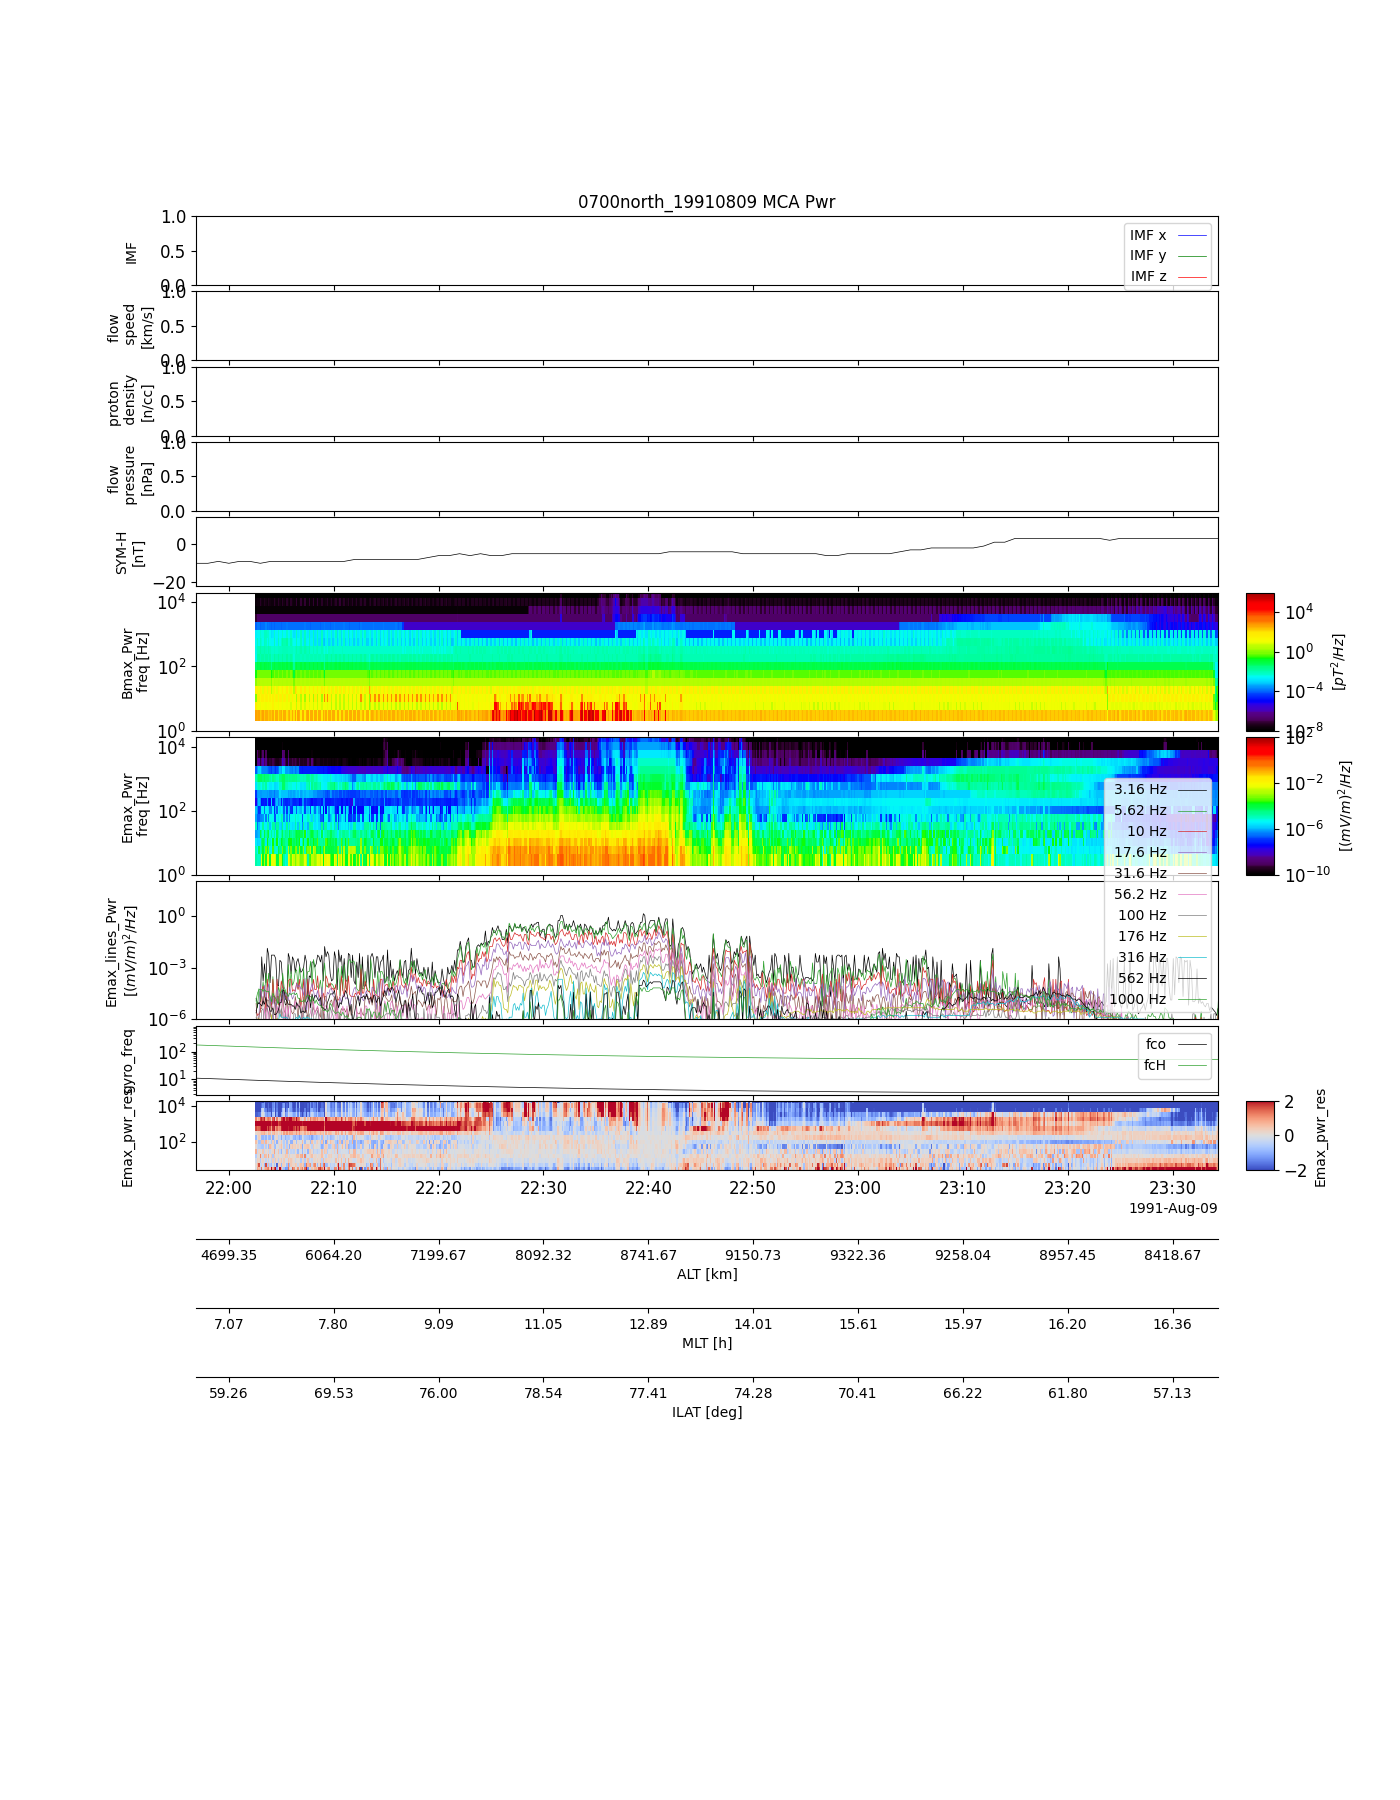 0700north_19910809 MCA Pwr
1.0
0.5
0.0
IMF
IMF x
IMF y
IMF z
1.0
0.5
0.0
flow
speed
[km/s]
1.0
0.5
0.0
proton
density
[n/cc]
1.0
0.5
0.0
flow
pressure
[nPa]
0
−20
SYM-H
[nT]
10^4
10^2
10^0
Bmax_Pwr
freq [Hz]
10^4
10^0
10^−4
10^−8
[pT^2/Hz]
10^4
10^2
10^0
Emax_Pwr
freq [Hz]
10^2
10^−2
10^−6
10^−10
[(mV/m)^2/Hz]
3.16 Hz
5.62 Hz
10 Hz
17.6 Hz
31.6 Hz
56.2 Hz
100 Hz
176 Hz
316 Hz
562 Hz
1000 Hz
10^0
10^−3
10^−6
Emax_lines_Pwr
[(mV/m)^2/Hz]
10^2
10^1
gyro_freq
fco
fcH
10^4
10^2
Emax_pwr_res
2
0
−2
Emax_pwr_res
22:00 22:10 22:20 22:30 22:40 22:50 23:00 23:10 23:20 23:30
1991-Aug-09
4699.35 6064.20 7199.67 8092.32 8741.67 9150.73 9322.36 9258.04 8957.45 8418.67
ALT [km]
7.07 7.80 9.09 11.05 12.89 14.01 15.61 15.97 16.20 16.36
MLT [h]
59.26 69.53 76.00 78.54 77.41 74.28 70.41 66.22 61.80 57.13
ILAT [deg]